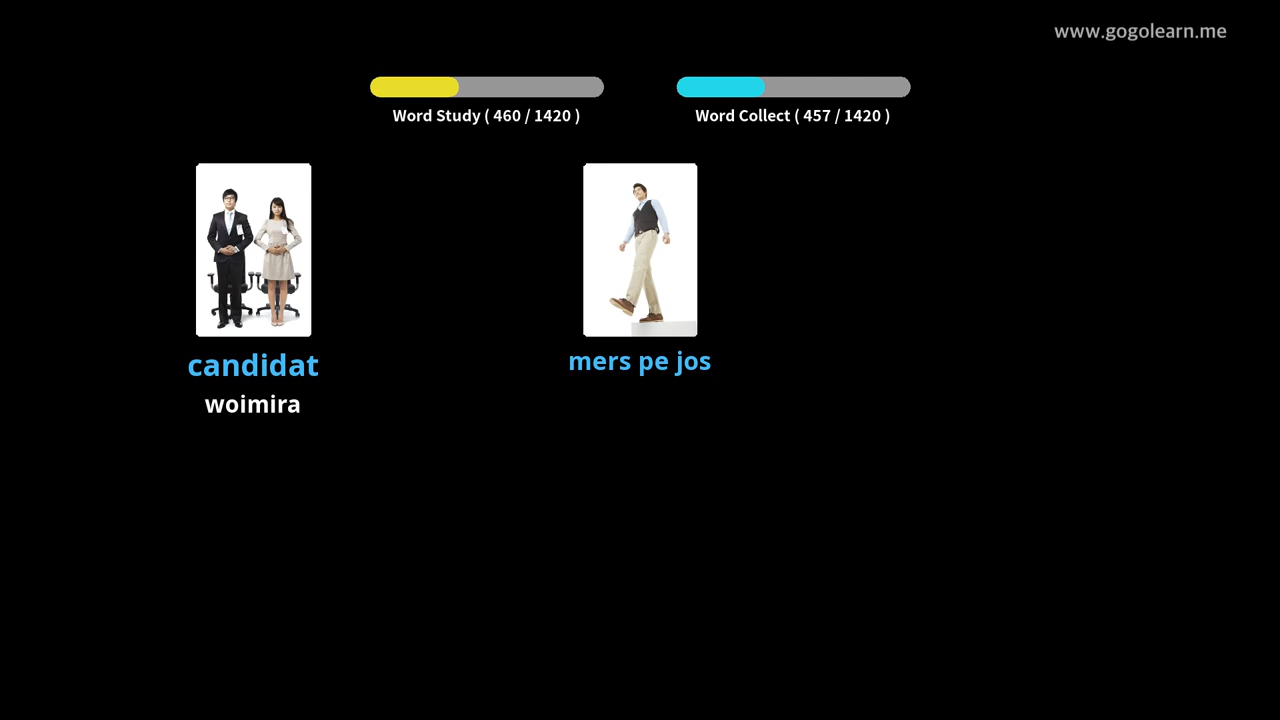 www.gogolearn.me
Word Study ( 460 / 1420 )
Word Collect ( 457 / 1420 )
candidat
woimira
mers pe jos